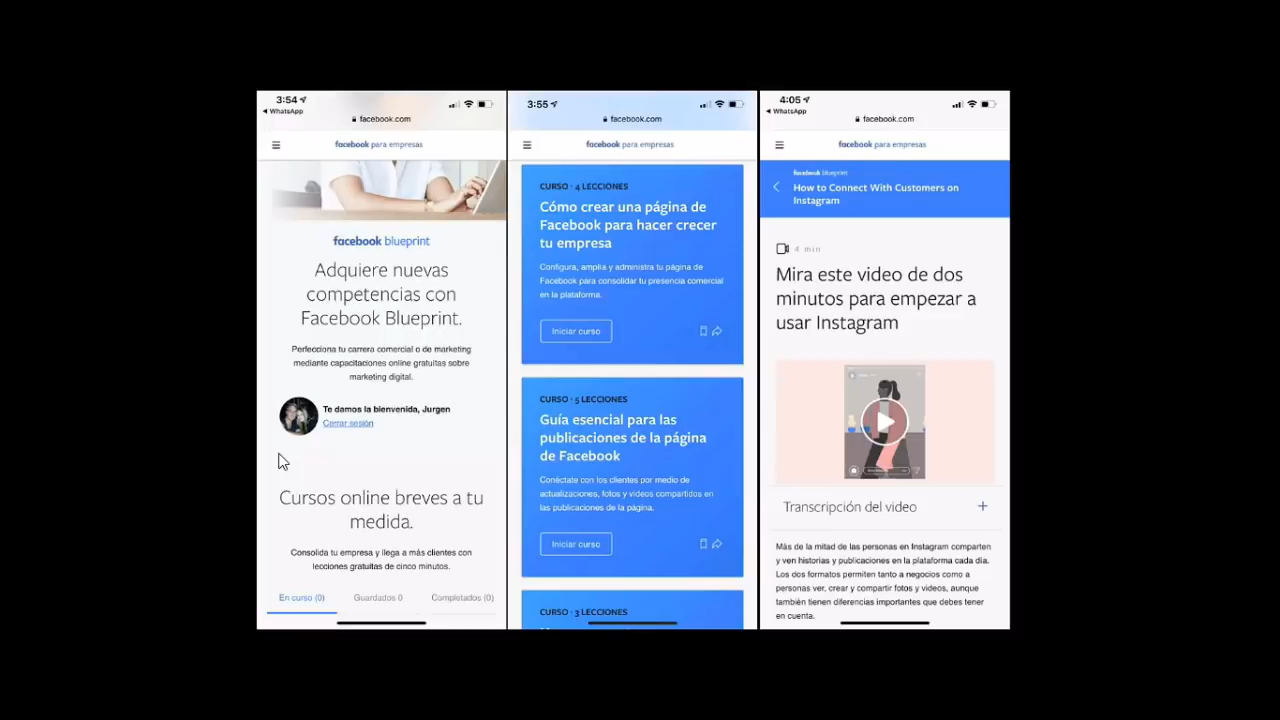 3:54
WhatsApp
facebook.com
facebook para empresas
facebook blueprint
Adquiere nuevas
competencias con
Facebook Blueprint.
Perfecciona tu carrera comercial o de marketing
mediante capacitaciones online gratuitas sobre
marketing digital.
Te damos la bienvenida, Jurgen
Cerrar sesión
Cursos online breves a tu
medida.
Consolida tu empresa y llega a más clientes con
lecciones gratuitas de cinco minutos.
En curso (0) Guardados 0 Completados (0)
3:55
facebook.com
facebook para empresas
CURSO · 4 LECCIONES
Cómo crear una página de
Facebook para hacer crecer
tu empresa
Configura, amplía y administra tu página de
Facebook para consolidar tu presencia comercial
en la plataforma.
Iniciar curso
CURSO · 5 LECCIONES
Guía esencial para las
publicaciones de la página
de Facebook
Conéctate con los clientes por medio de
actualizaciones, fotos y videos compartidos en
las publicaciones de la página.
Iniciar curso
CURSO · 3 LECCIONES
4:05
WhatsApp
facebook.com
facebook para empresas
facebook blueprint
How to Connect With Customers on
Instagram
4 min
Mira este video de dos
minutos para empezar a
usar Instagram
Transcripción del video
Más de la mitad de las personas en Instagram comparten
y ven historias y publicaciones en la plataforma cada día.
Los dos formatos permiten tanto a negocios como a
personas ver, crear y compartir fotos y videos, aunque
también tienen diferencias importantes que debes tener
en cuenta.